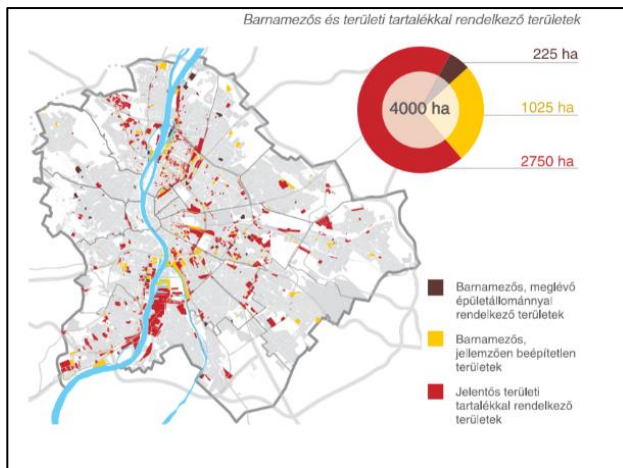 Barnamezős és területi tartalékkal rendelkező területek
225 ha
4000 ha
1025 ha
2750 ha
Barnamezős, meglévő
épületállománnyal
rendelkező területek
Barnamezős,
jellemzően beépítetlen
területek
Jelentős területi
tartalékkal rendelkező
területek